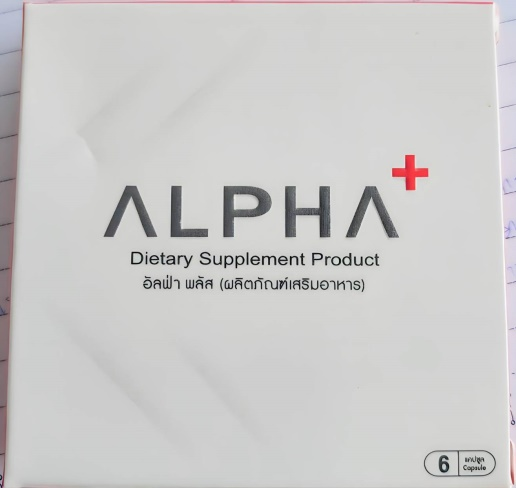 ALPHA+
Dietary Supplement Product
อัลฟ่า พลัส (ผลิตภัณฑ์เสริมอาหาร)
6 แคปซูล
Capsule